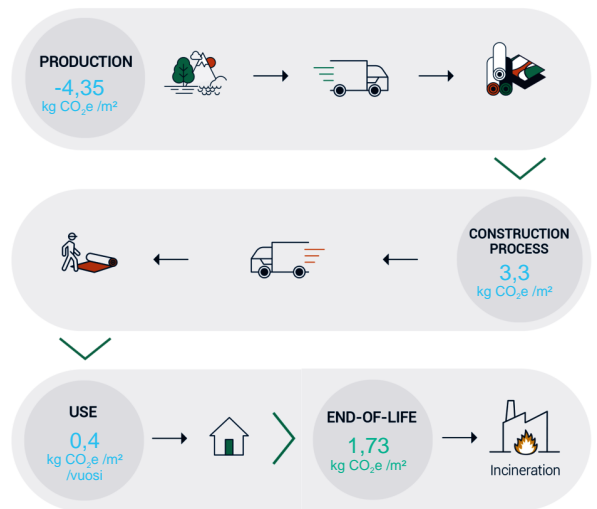 PRODUCTION
-4,35
kg CO₂e /m²
CONSTRUCTION
PROCESS
3,3
kg CO₂e /m²
USE
0,4
kg CO₂e /m²
/vuosi
END-OF-LIFE
1,73
kg CO₂e /m²
Incineration